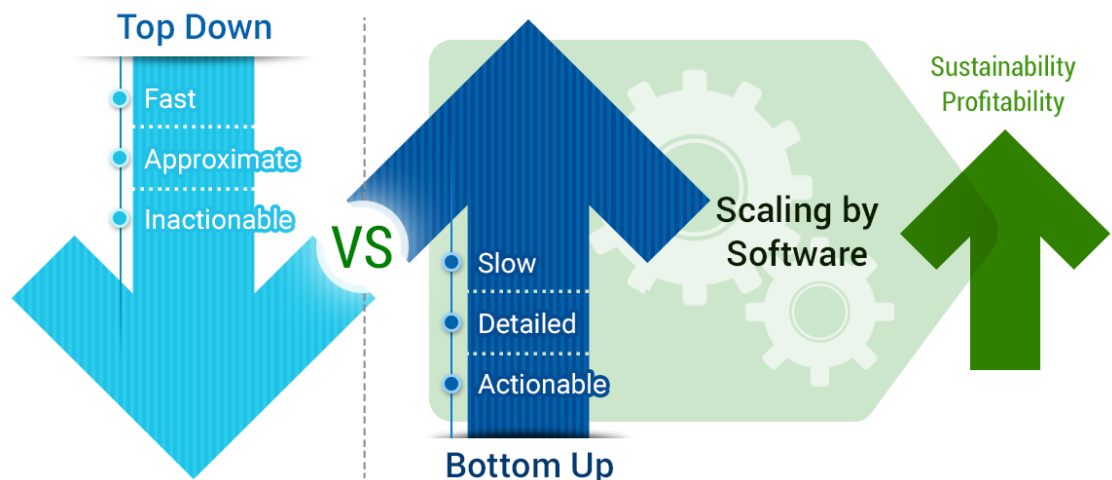 Top Down
Fast
Approximate
Inactionable
VS
Slow
Detailed
Actionable
Bottom Up
Scaling by
Software
Sustainability
Profitability